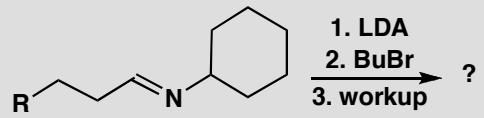 1. LDA
2. BuBr
3. workup
?
R
N